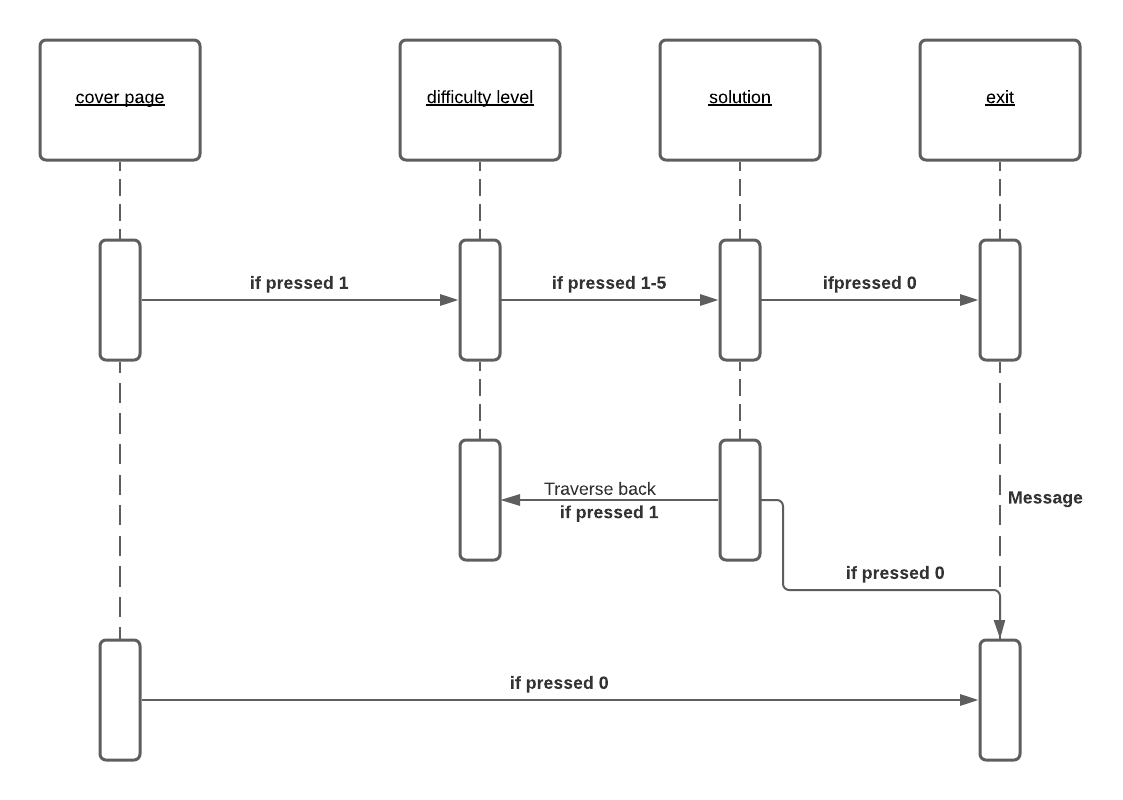 cover page
difficulty level
solution
exit
if pressed 1
if pressed 1-5
ifpressed 0
Traverse back
if pressed 1
Message
if pressed 0
if pressed 0